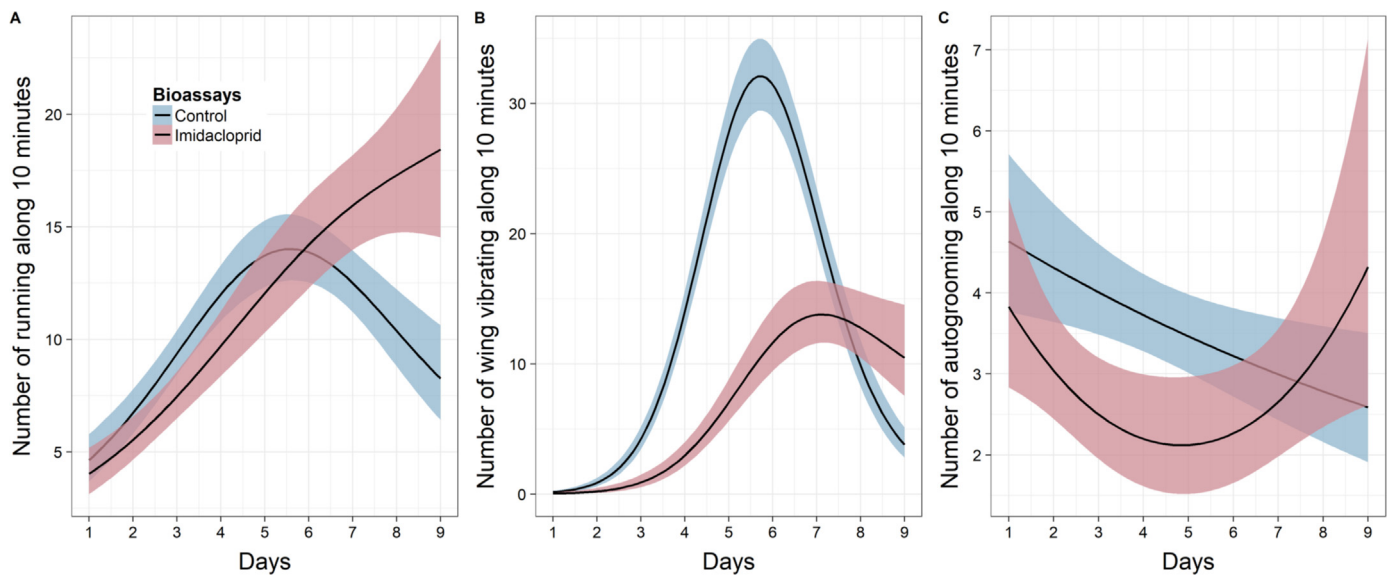 A
Number of running along 10 minutes
20
15
10
5
Bioassays
Control
Imidacloprid
1 2 3 4 5 6 7 8 9
Days
B
Number of wing vibrating along 10 minutes
30
20
10
0
1 2 3 4 5 6 7 8 9
Days
C
Number of autogrooming along 10 minutes
7
6
5
4
3
2
1 2 3 4 5 6 7 8 9
Days